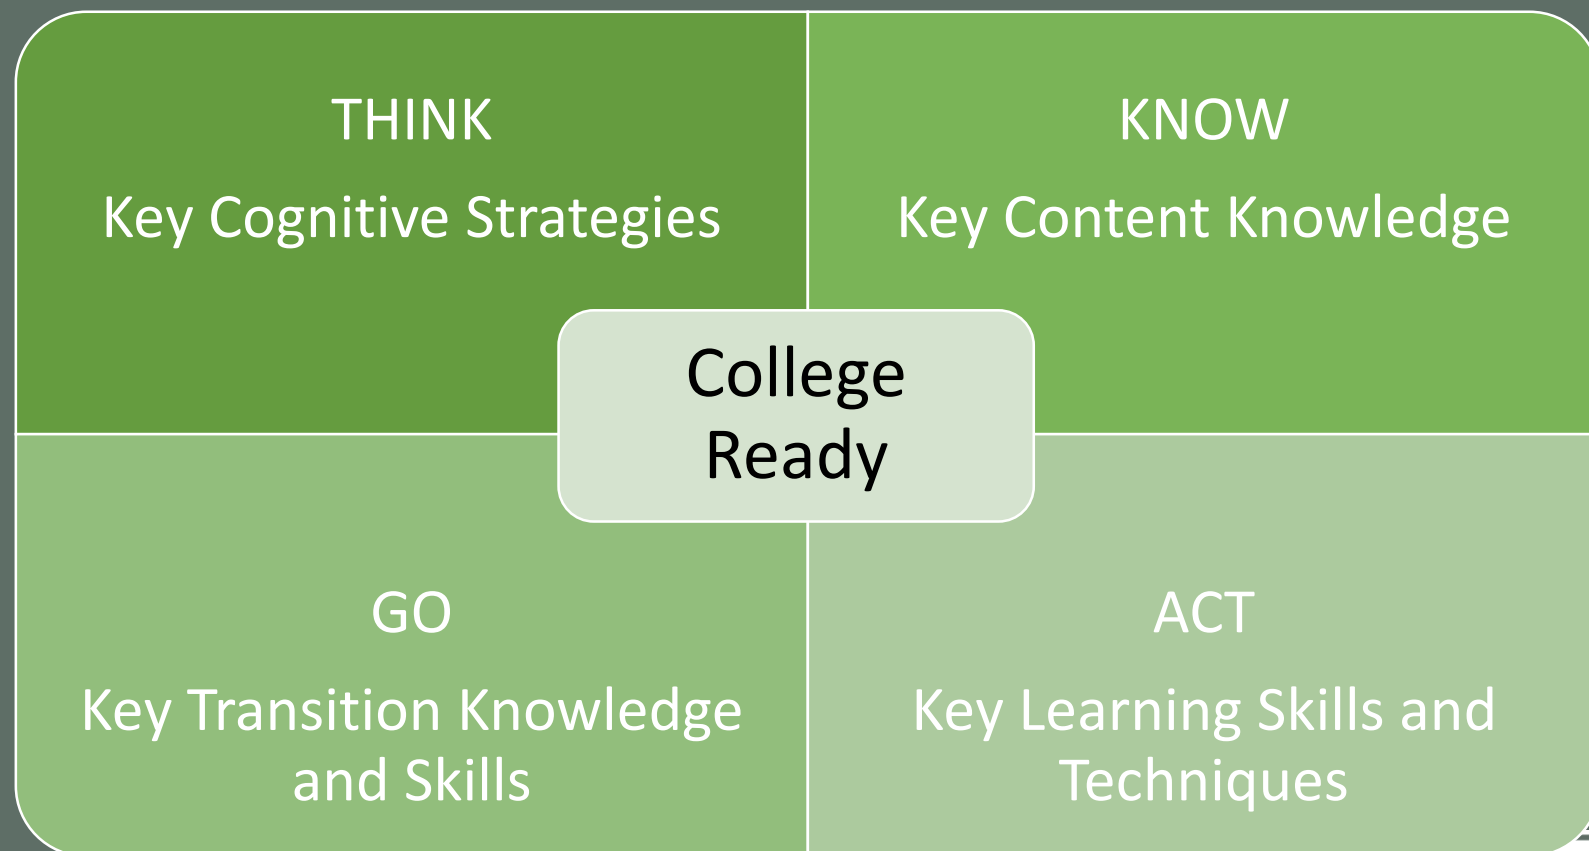 THINK
Key Cognitive Strategies
KNOW
Key Content Knowledge
College
Ready
GO
Key Transition Knowledge
and Skills
ACT
Key Learning Skills and
Techniques